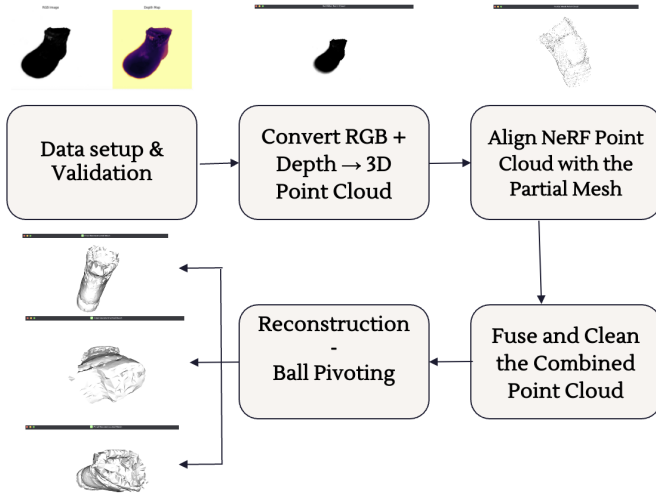 RGB Image
Depth Map
Data setup &
Validation
Convert RGB +
Depth → 3D
Point Cloud
Align NeRF Point
Cloud with the
Partial Mesh
Reconstruction
-
Ball Pivoting
Fuse and Clean
the Combined
Point Cloud